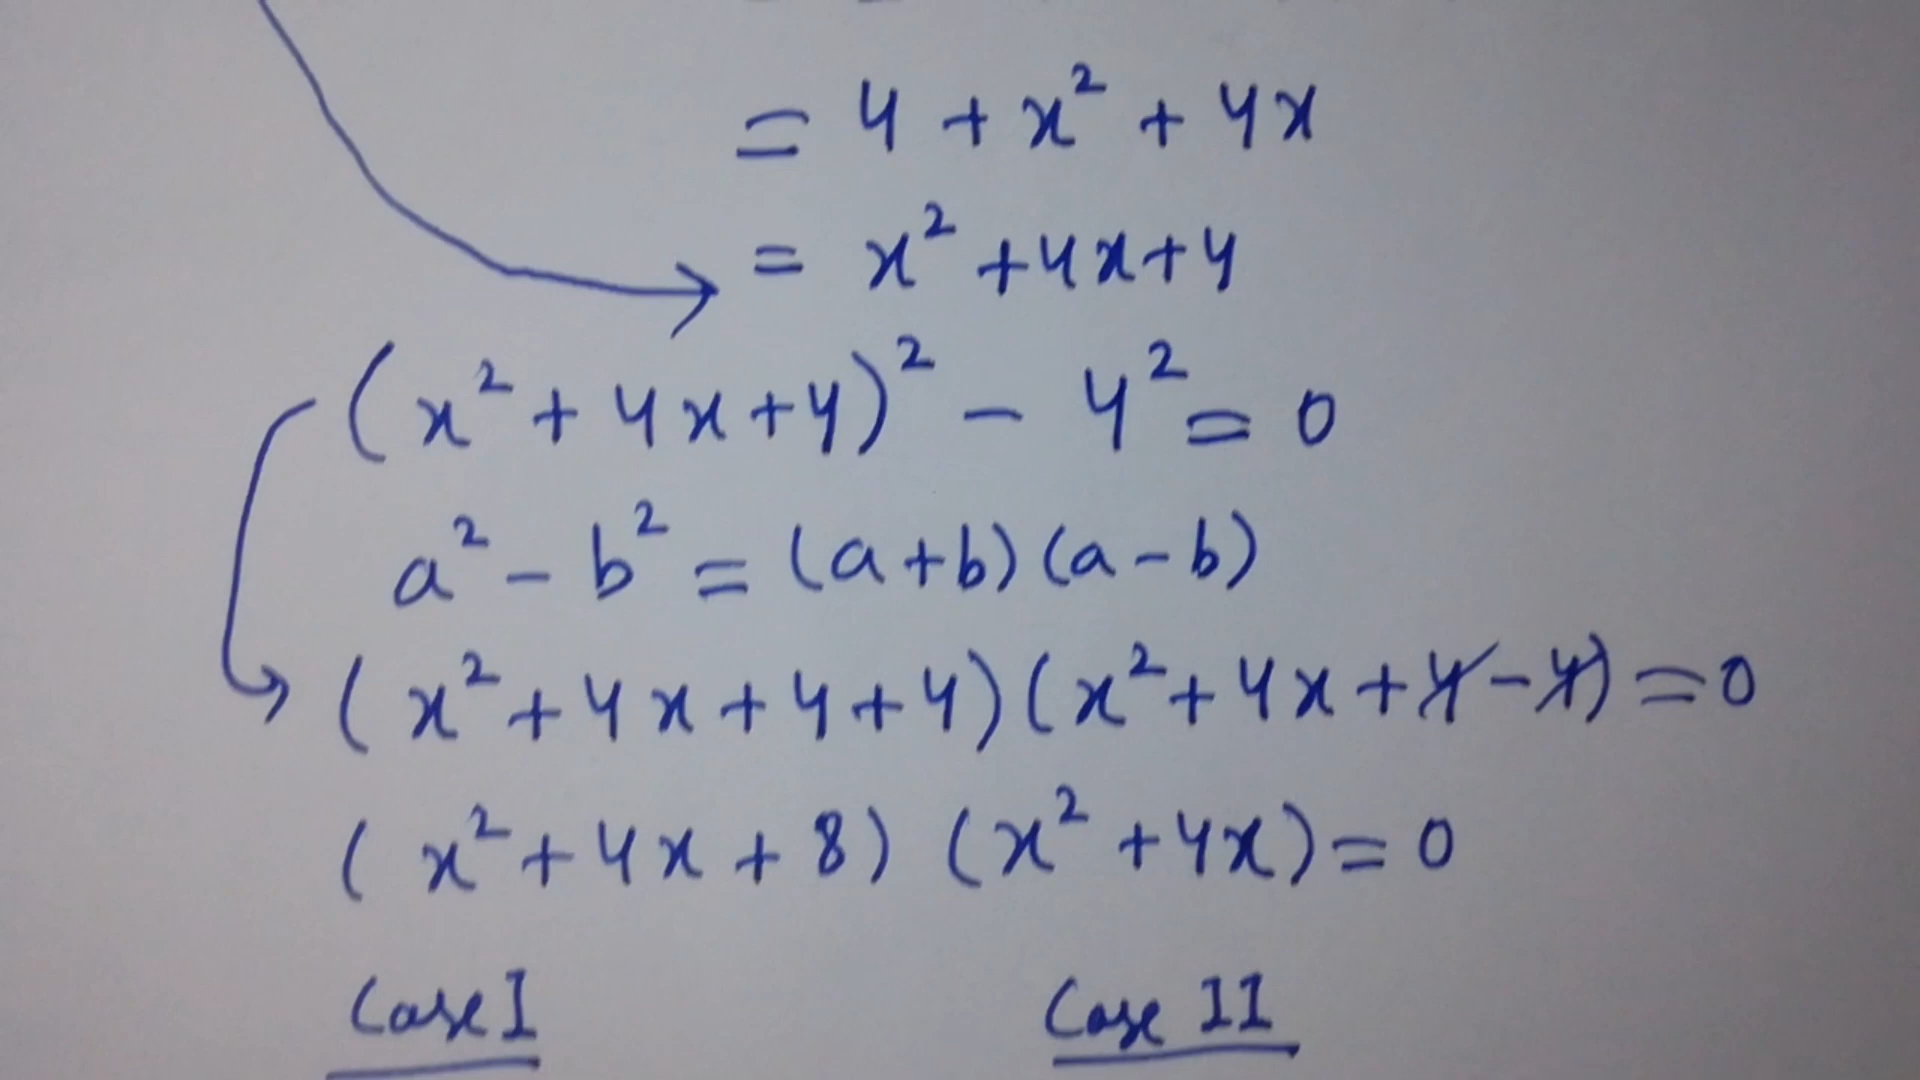 = 4 + x² + 4x
= x² + 4x + 4
(x² + 4x + 4)² - 4² = 0
a² - b² = (a + b) (a - b)
(x² + 4x + 4 + 4) (x² + 4x + 4 - 4) = 0
(x² + 4x + 8) (x² + 4x) = 0
Case I Case II